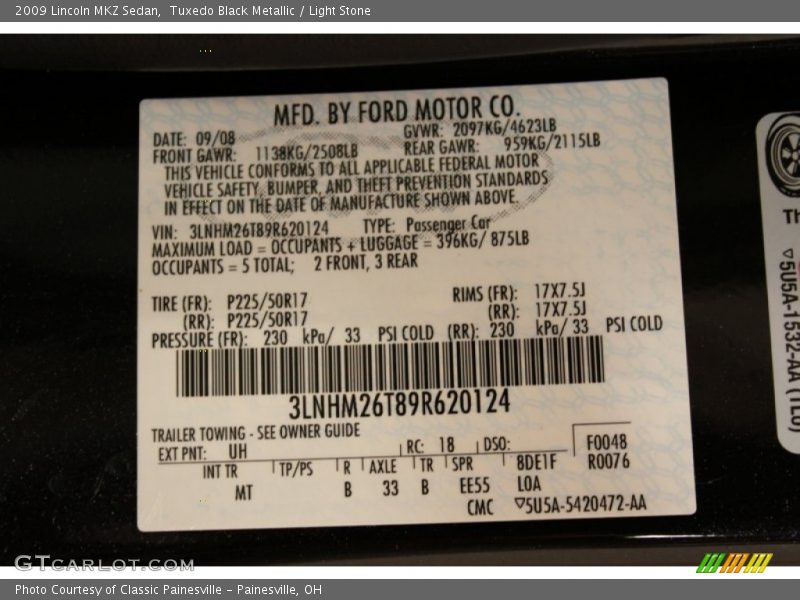 2009 Lincoln MKZ Sedan, Tuxedo Black Metallic / Light Stone
MFD. BY FORD MOTOR CO.
DATE: 09/08 GVWR: 2097KG/4623LB
FRONT GAWR: 1138KG/2508LB REAR GAWR: 959KG/2115LB
THIS VEHICLE CONFORMS TO ALL APPLICABLE FEDERAL MOTOR
VEHICLE SAFETY, BUMPER, AND THEFT PREVENTION STANDARDS
IN EFFECT ON THE DATE OF MANUFACTURE SHOWN ABOVE.
VIN: 3LNHM26T89R620124 TYPE: Passenger Car
MAXIMUM LOAD = OCCUPANTS + LUGGAGE = 396KG/ 875LB
OCCUPANTS = 5 TOTAL; 2 FRONT, 3 REAR
TIRE (FR): P225/50R17 RIMS (FR): 17X7.5J
(RR): P225/50R17 (RR): 17X7.5J
PRESSURE (FR): 230 kPa/ 33 PSI COLD (RR): 230 kPa/ 33 PSI COLD
3LNHM26T89R620124
TRAILER TOWING - SEE OWNER GUIDE
EXT PNT: UH RC: 18 DSO: F0048
INT TR TP/PS R AXLE TR SPR 8DE1F R0076
MT B 33 B EE55 LOA
CMC ▽5U5A-5420472-AA
Th
▽5U5A-1532-AA (TLU)
GTCarLot.com
Photo Courtesy of Classic Painesville - Painesville, OH